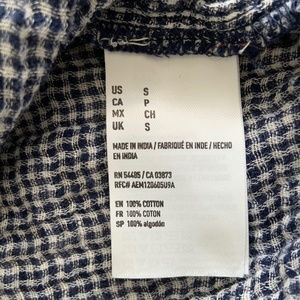 US S
CA P
MX CH
UK S
MADE IN INDIA / FABRIQUÉ EN INDE / HECHO
EN INDIA
RN 54485 / CA 03873
RFC# AEM120605U9A
EN 100% COTTON
FR 100% COTON
SP 100% algodón